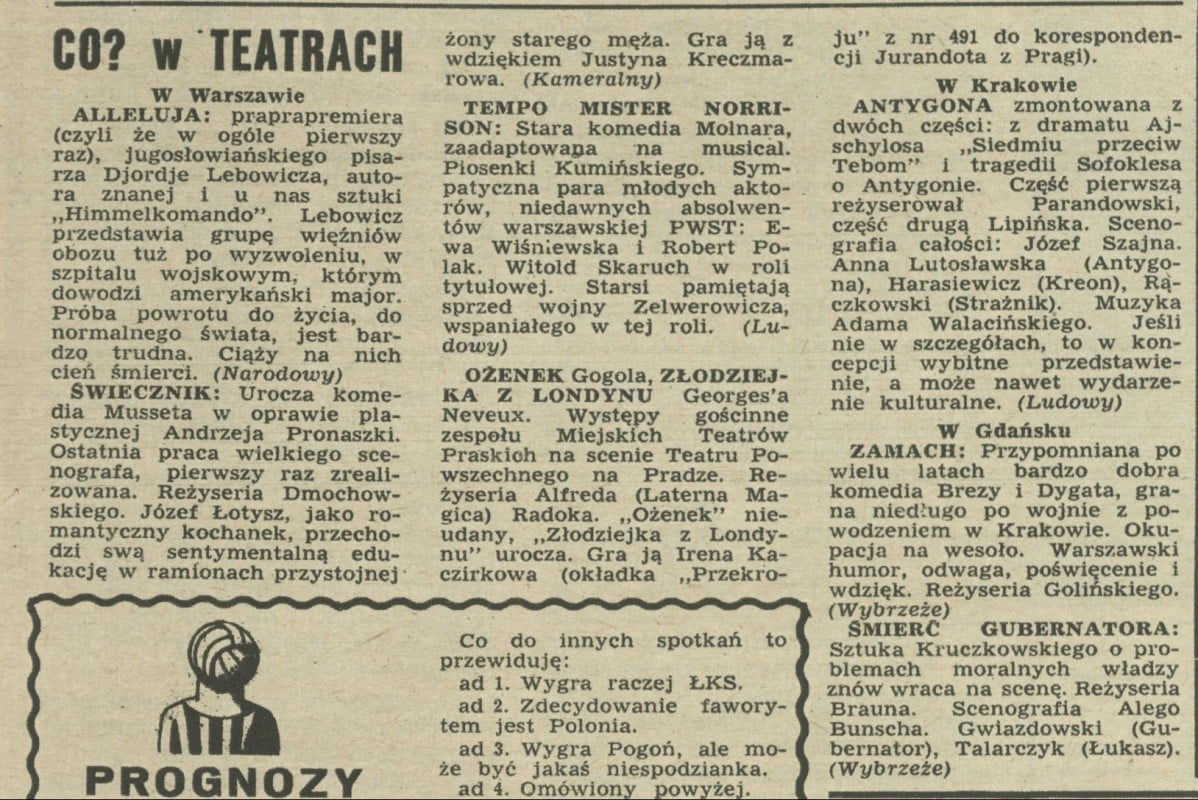 CO? w TEATRACH
W Warszawie
ALLELUJA: praprapremiera
(czyli że w ogóle pierwszy
raz), jugosłowiańskiego pisa-
rza Djordje Lebowicza, auto-
ra znanej i u nas sztuki
„Himmelkomando”. Lebowicz
przedstawia grupę więźniów
obozu tuż po wyzwoleniu, w
szpitalu wojskowym, którym
dowodzi amerykański major.
Próba powrotu do życia, do
normalnego świata, jest bar-
dzo trudna. Ciąży na nich
cień śmierci. (Narodowy)
ŚWIECZNIK: Urocza kome-
dia Musseta w oprawie pla-
stycznej Andrzeja Pronaszki.
Ostatnia praca wielkiego sce-
nografa, pierwszy raz zreali-
zowana. Reżyseria Dmochow-
skiego. Józef Łotysz, jako ro-
mantyczny kochanek, przecho-
dzi swą sentymentalną edu-
kację w ramionach przystojnej
żony starego męża. Gra ją z
wdziękiem Justyna Kreczma-
rowa. (Kameralny)
TEMPO MISTER NORRI-
SON: Stara komedia Molnara,
zaadaptowana na musical.
Piosenki Kumińskiego. Sym-
patyczna para młodych akto-
rów, niedawnych absolwen-
tów warszawskiej PWST: E-
wa Wiśniewska i Robert Po-
lak. Witold Skaruch w roli
tytułowej. Starsi pamiętają
sprzed wojny Zelwerowicza,
wspaniałego w tej roli. (Lu-
dowy)
OŻENEK Gogola, ZŁODZIEJ-
KA Z LONDYNU Georges'a
Neveux. Występy gościnne
zespołu Miejskich Teatrów
Praskich na scenie Teatru Po-
wszechnego na Pradze. Re-
żyseria Alfreda (Laterna Ma-
gica) Radoka. „Ożenek” nie-
udany, „Złodziejka z Londy-
nu” urocza. Gra ją Irena Ka-
czirkowa (okładka „Przekro-
ju” z nr 491 do koresponden-
cji Jurandota z Pragi).
W Krakowie
ANTYGONA zmontowana z
dwóch części: z dramatu Aj-
schylosa „Siedmiu przeciw
Tebom” i tragedii Sofoklesa
o Antygonie. Część pierwszą
reżyserował Parandowski,
część drugą Lipińska. Sceno-
grafia całości: Józef Szajna.
Anna Lutosławska (Antygo-
na), Harasiewicz (Kreon), Rą-
czkowski (Strażnik). Muzyka
Adama Walacińskiego. Jeśli
nie w szczegółach, to w kon-
cepcji wybitne przedstawie-
nie, a może nawet wydarze-
nie kulturalne. (Ludowy)
W Gdańsku
ZAMACH: Przypomniana po
wielu latach bardzo dobra
komedia Brezy i Dygata, gra-
na niedługo po wojnie z po-
wodzeniem w Krakowie. Oku-
pacja na wesoło. Warszawski
humor, odwaga, poświęcenie i
wdzięk. Reżyseria Golińskiego.
(Wybrzeże)
ŚMIERĆ GUBERNATORA:
Sztuka Kruczkowskiego o pro-
blemach moralnych władzy
znów wraca na scenę. Reżyseria
Brauna. Scenografia Alego
Bunscha. Gwiazdowski (Gu-
bernator), Talarczyk (Łukasz).
(Wybrzeże)
PROGNOZY
Co do innych spotkań to
przewiduję:
ad 1. Wygra raczej ŁKS.
ad 2. Zdecydowanie fawory-
tem jest Polonia.
ad 3. Wygra Pogoń, ale mo-
że być jakaś niespodzianka.
ad 4. Omówiony powyżej.